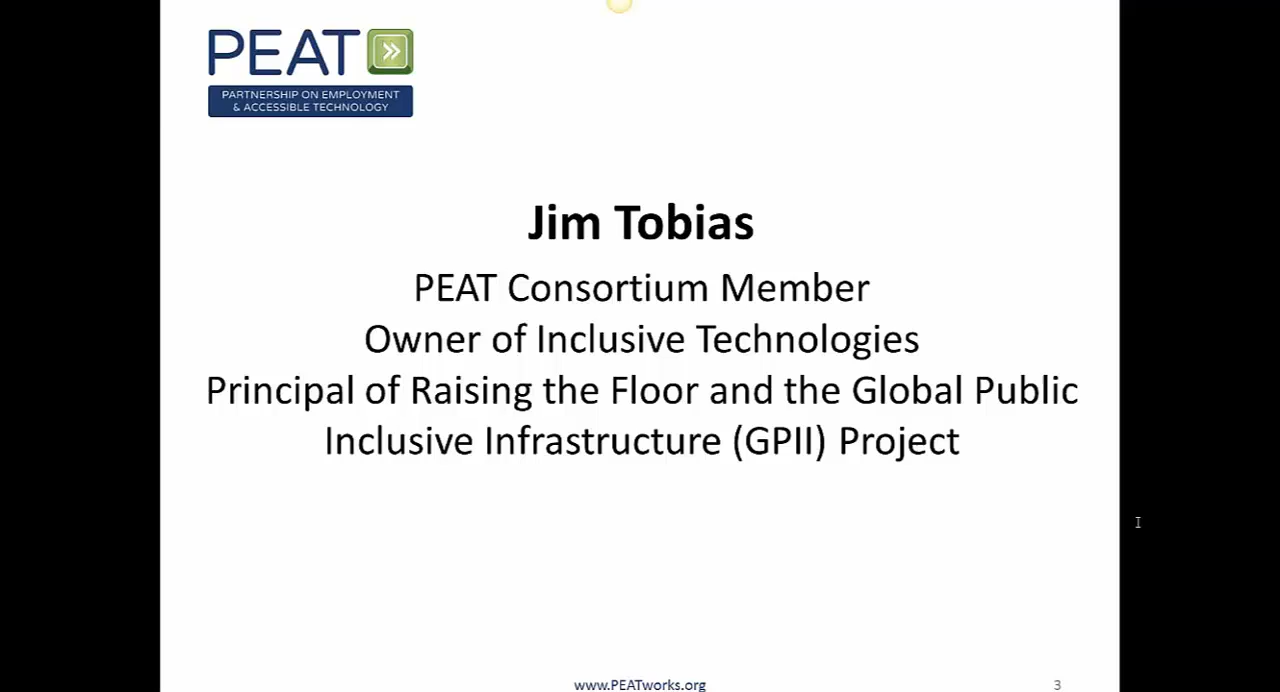 PEAT
PARTNERSHIP ON EMPLOYMENT
& ACCESSIBLE TECHNOLOGY
Jim Tobias
PEAT Consortium Member
Owner of Inclusive Technologies
Principal of Raising the Floor and the Global Public
Inclusive Infrastructure (GPII) Project
www.PEATworks.org
3